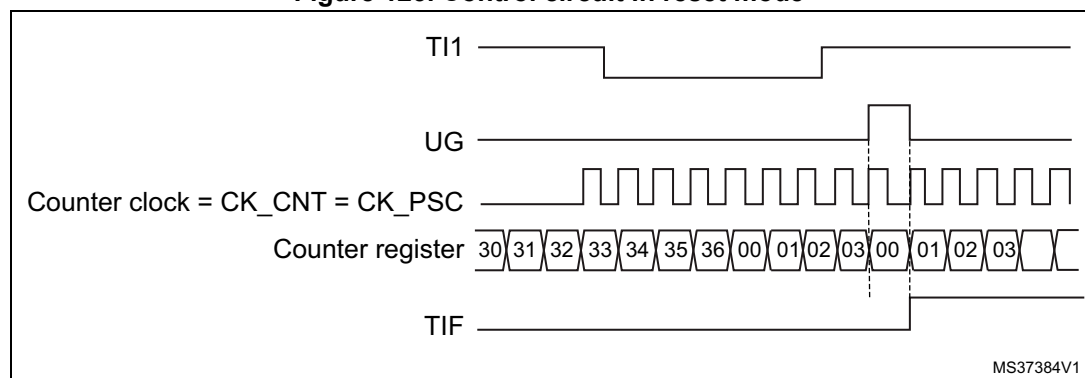 TI1
UG
Counter clock = CK_CNT = CK_PSC
Counter register 30 31 32 33 34 35 36 00 01 02 03 00 01 02 03
TIF
MS37384V1